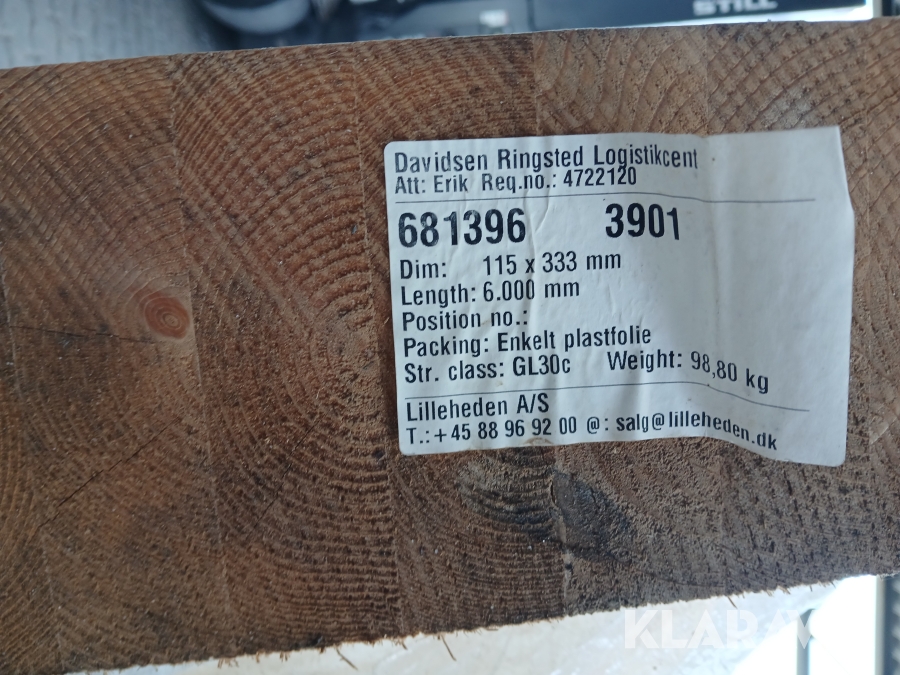 STILL
Davidsen Ringsted Logistikcent
Att: Erik Req.no.: 4722120
681396 3901
Dim: 115 x 333 mm
Length: 6.000 mm
Position no.:
Packing: Enkelt plastfolie
Str. class: GL30c Weight: 98,80 kg
Lilleheden A/S
T.: + 45 88 96 92 00 @: salg@lilleheden.dk